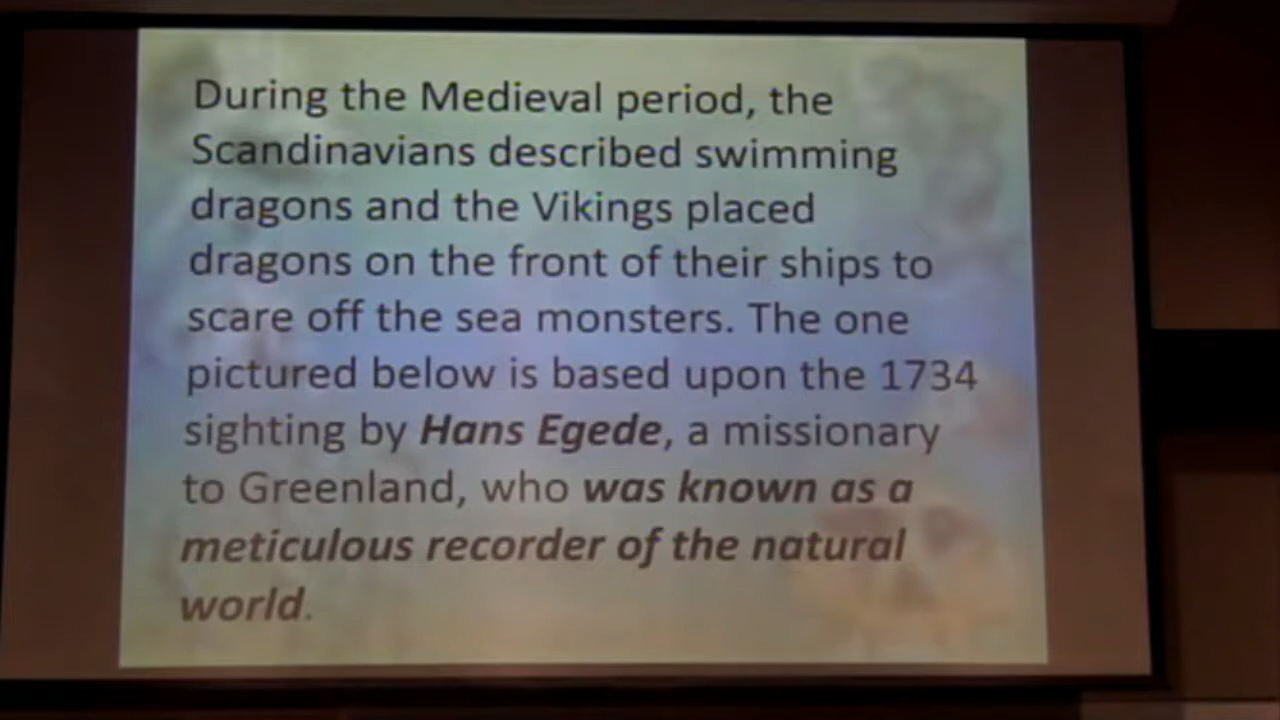 During the Medieval period, the
Scandinavians described swimming
dragons and the Vikings placed
dragons on the front of their ships to
scare off the sea monsters. The one
pictured below is based upon the 1734
sighting by Hans Egede, a missionary
to Greenland, who was known as a
meticulous recorder of the natural
world.